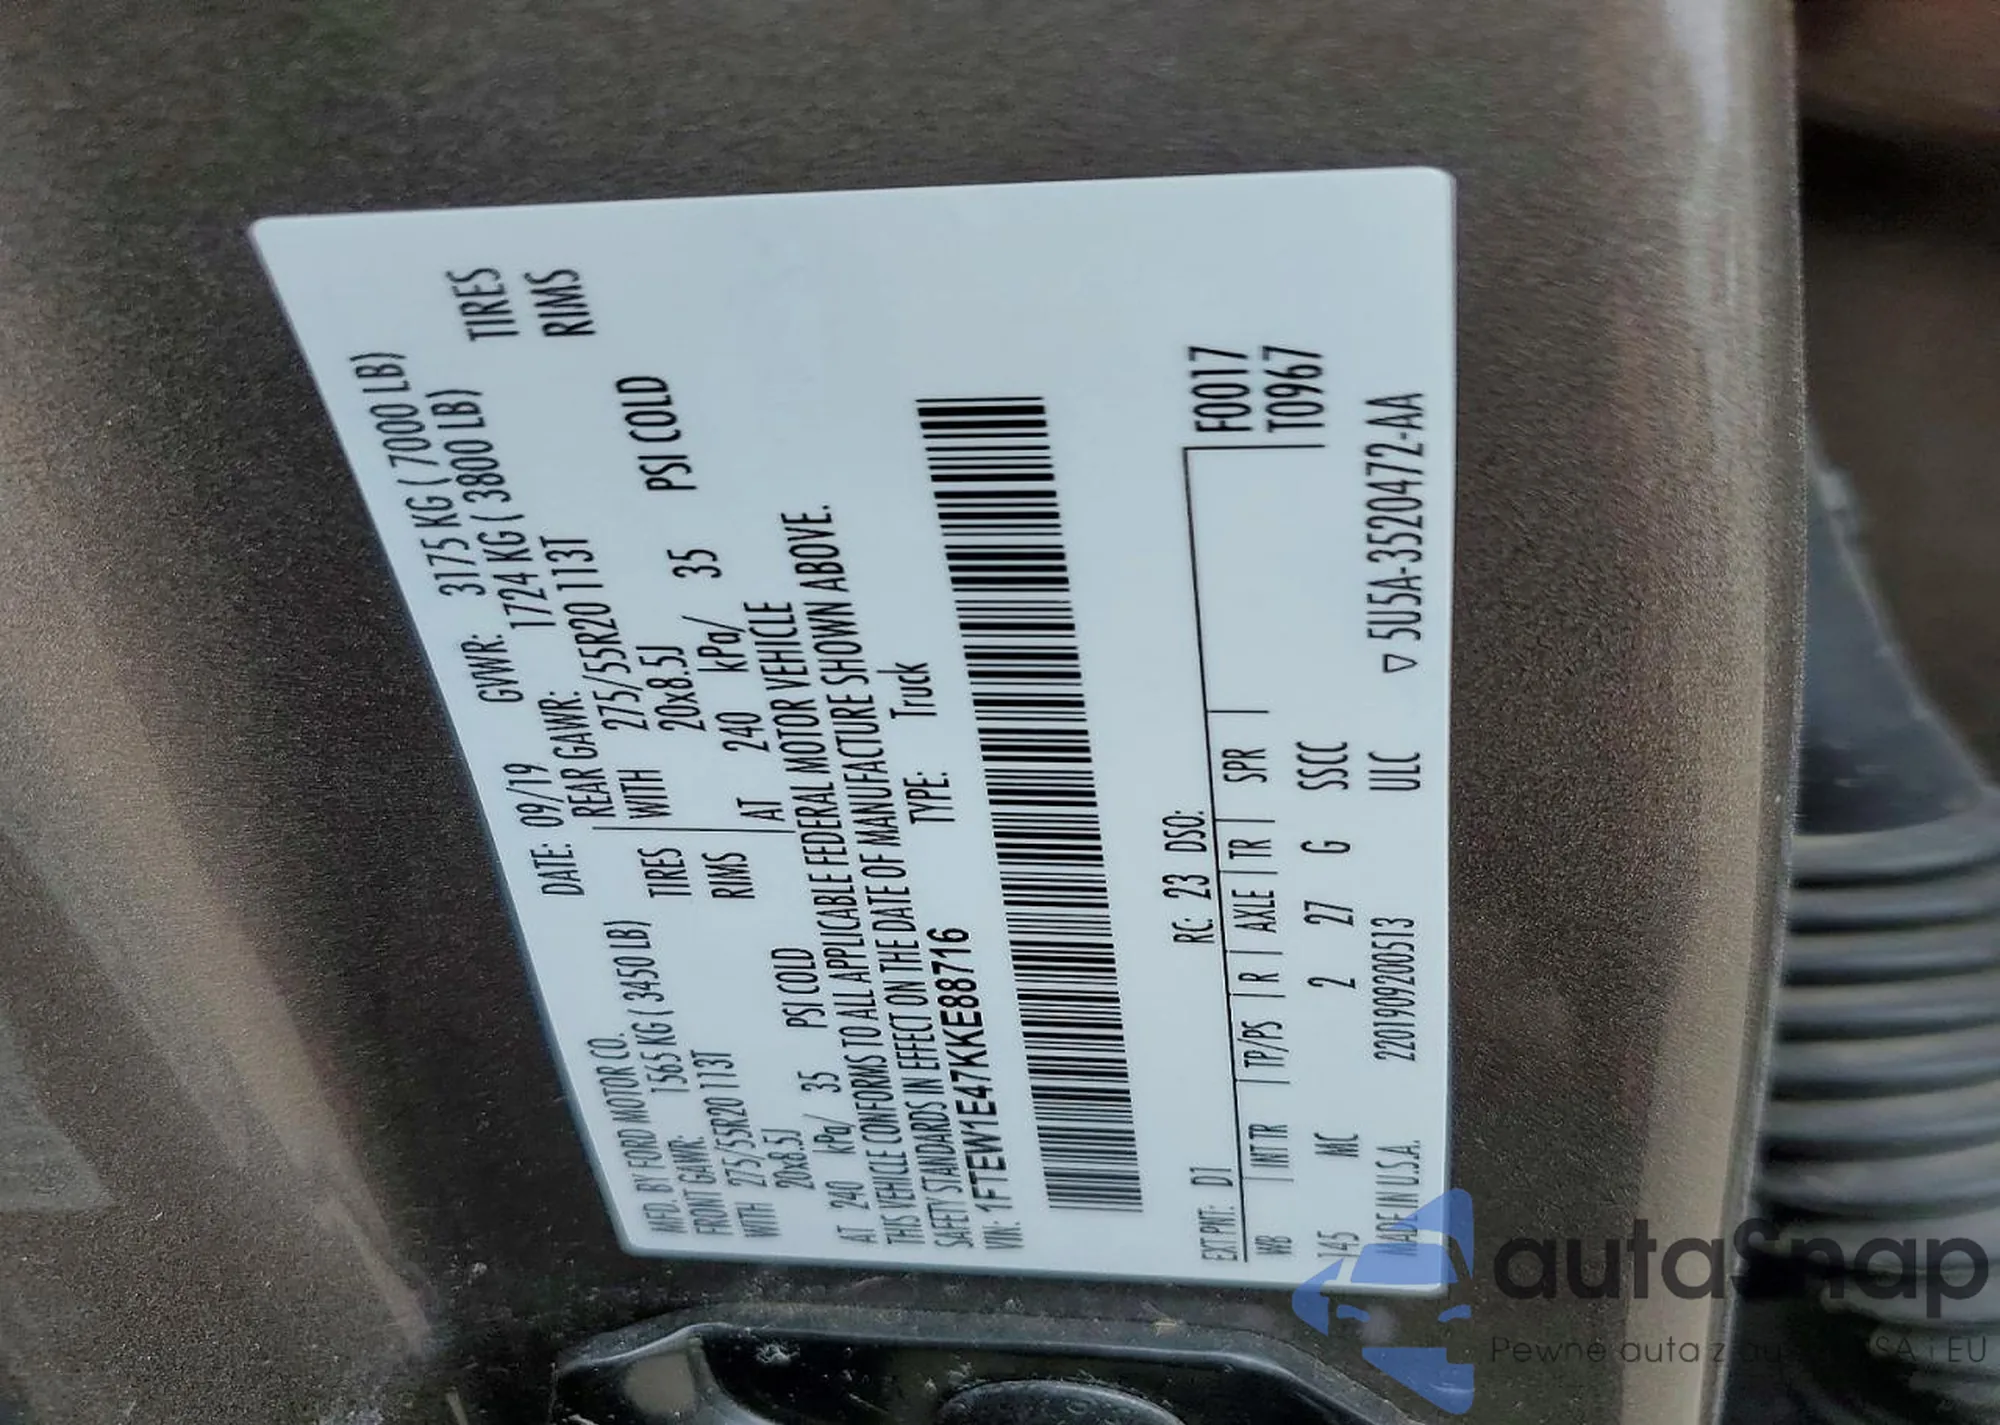 MFD. BY FORD MOTOR CO.
DATE: 09/19 GVWR: 3175 KG ( 7000 LB)
FRONT GAWR: 1565 KG ( 3450 LB) REAR GAWR: 1724 KG ( 3800 LB)
WITH 275/55R20 113T TIRES WITH 275/55R20 113T TIRES
20x8.5J RIMS 20x8.5J RIMS
AT 240 kPa/ 35 PSI COLD AT 240 kPa/ 35 PSI COLD
THIS VEHICLE CONFORMS TO ALL APPLICABLE FEDERAL MOTOR VEHICLE
SAFETY STANDARDS IN EFFECT ON THE DATE OF MANUFACTURE SHOWN ABOVE.
VIN: 1FTEW1E47KKE88716 TYPE: Truck
EXT PNT: D1 RC: 23 DSO: F0017
WB INT TR TP/PS R AXLE TR SPR T0967
145 MC 2 27 G SSCC
MADE IN U.S.A. 220190920​0513 ULC ▽ 5U5A-3520472-AA
autaSnap
Pewne auta z